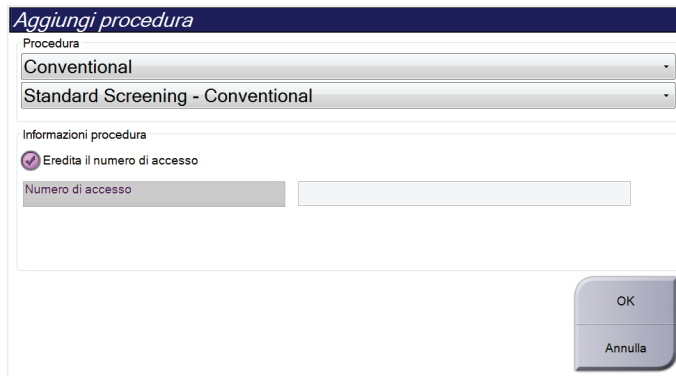 Aggiungi procedura
Procedura
Conventional
Standard Screening - Conventional
Informazioni procedura
Eredita il numero di accesso
Numero di accesso
OK
Annulla